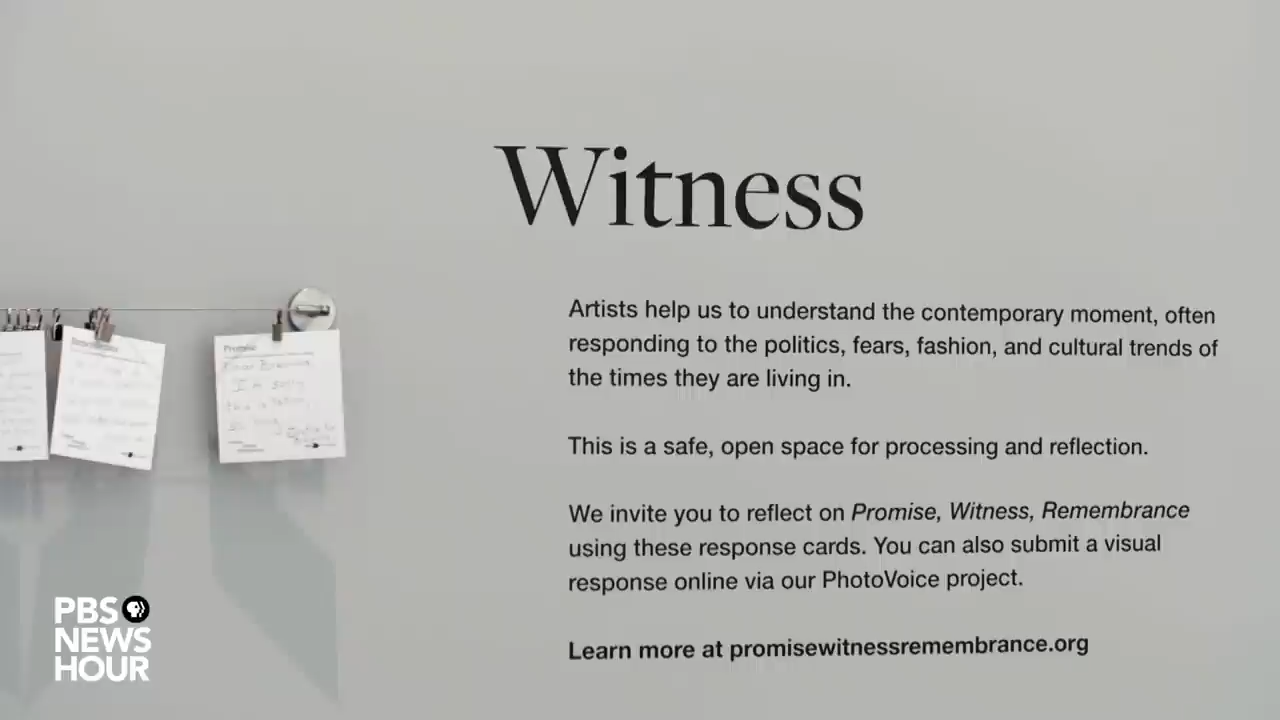 Witness
Artists help us to understand the contemporary moment, often
responding to the politics, fears, fashion, and cultural trends of
the times they are living in.
This is a safe, open space for processing and reflection.
We invite you to reflect on Promise, Witness, Remembrance
using these response cards. You can also submit a visual
response online via our PhotoVoice project.
Learn more at promisewitnessremembrance.org
Promise
I'm sorry
PBS
NEWS
HOUR